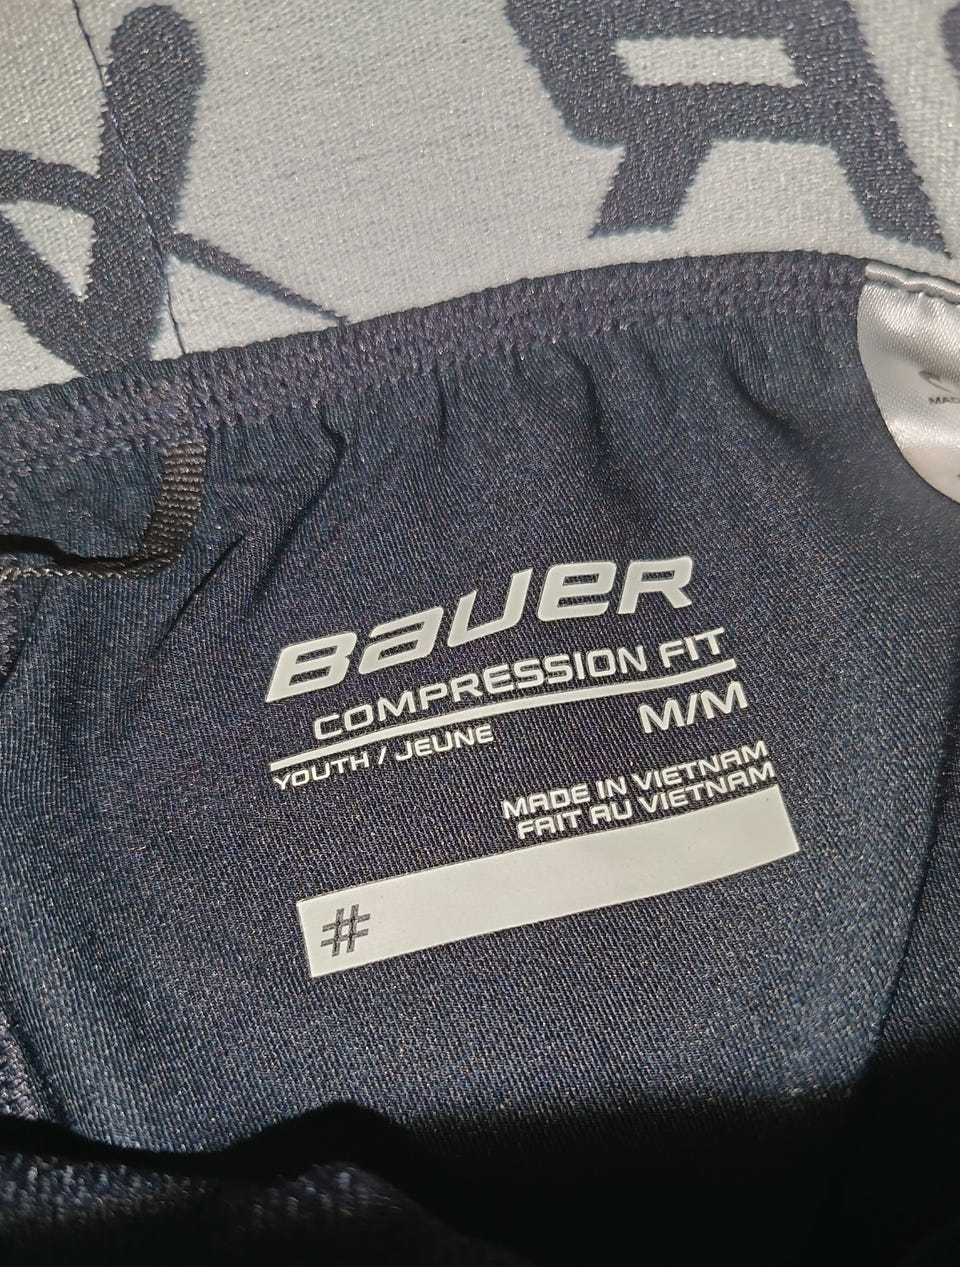 BAUER
COMPRESSION FIT
YOUTH / JEUNE M/M
MADE IN VIETNAM
FAIT AU VIETNAM
#